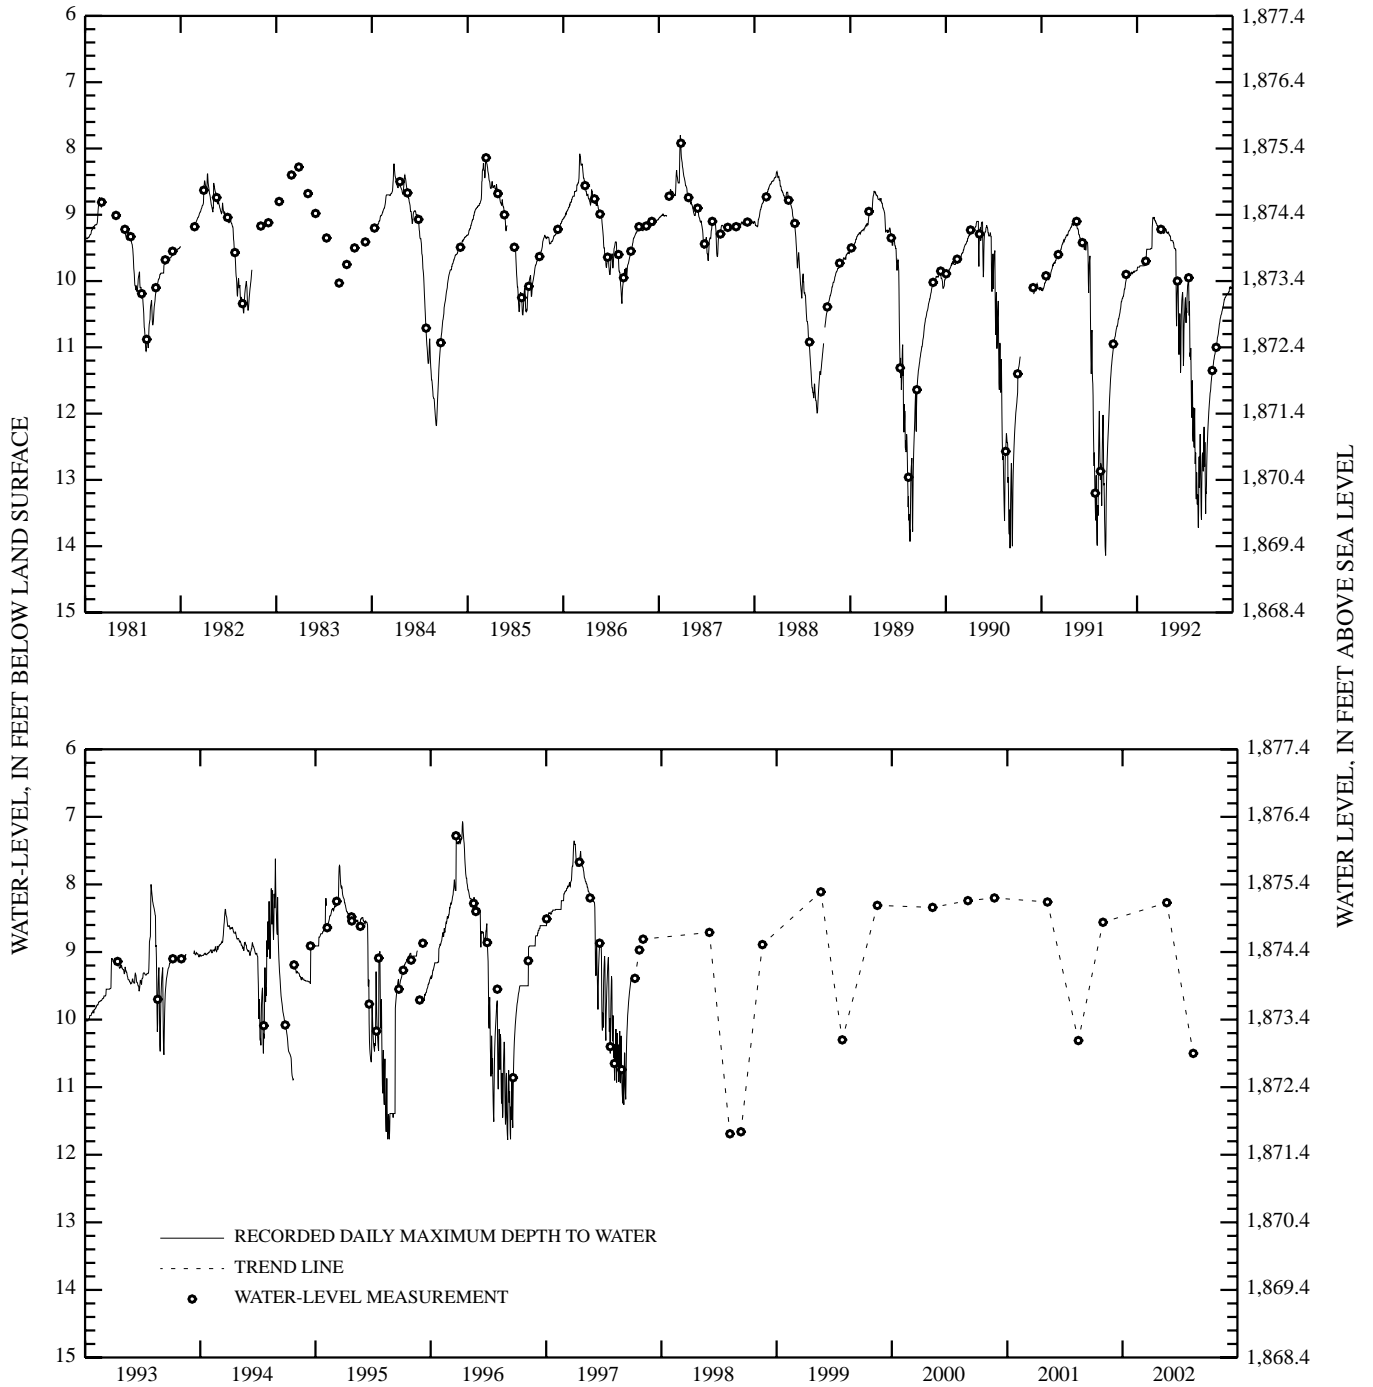 WATER-LEVEL, IN FEET BELOW LAND SURFACE
6 1,877.4
7 1,876.4
8 1,875.4
9 1,874.4
10 1,873.4
11 1,872.4
12 1,871.4
13 1,870.4
14 1,869.4
15 1,868.4
1981 1982 1983 1984 1985 1986 1987 1988 1989 1990 1991 1992
WATER LEVEL, IN FEET ABOVE SEA LEVEL
6 1,877.4
7 1,876.4
8 1,875.4
9 1,874.4
10 1,873.4
11 1,872.4
12 1,871.4
13 1,870.4
14 1,869.4
15 1,868.4
RECORDED DAILY MAXIMUM DEPTH TO WATER
TREND LINE
WATER-LEVEL MEASUREMENT
1993 1994 1995 1996 1997 1998 1999 2000 2001 2002